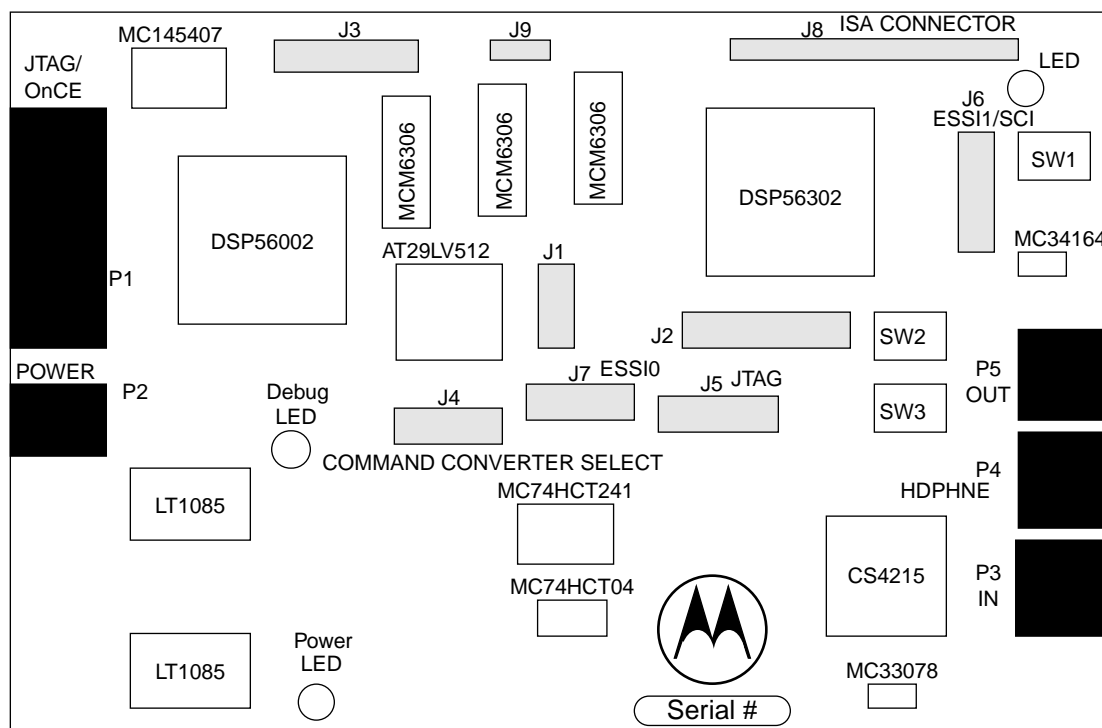 MC145407
J3
J9
J8
ISA CONNECTOR
JTAG/
OnCE
LED
J6
ESSI1/SCI
MCM6306
MCM6306
MCM6306
SW1
DSP56002
DSP56302
AT29LV512
J1
MC34164
P1
J2
SW2
POWER
P2
Debug
LED
J4
J7
ESSI0
J5
JTAG
SW3
P5
OUT
COMMAND CONVERTER SELECT
P4
HDPHNE
LT1085
MC74HCT241
CS4215
P3
IN
MC74HCT04
LT1085
Power
LED
MC33078
Serial #